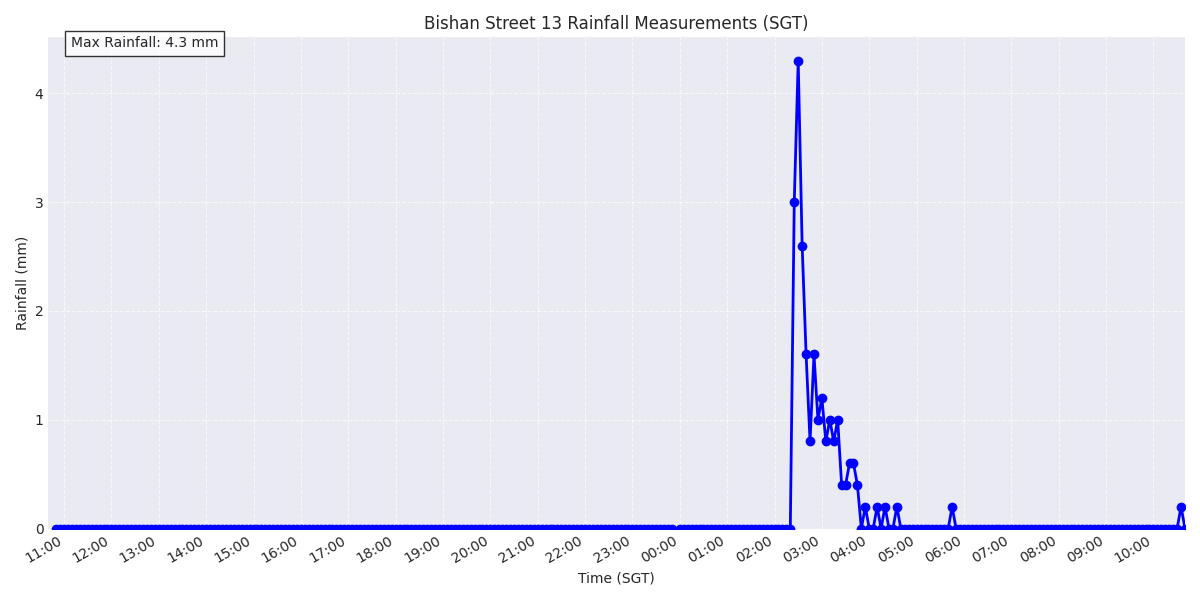 Bishan Street 13 Rainfall Measurements (SGT)
Max Rainfall: 4.3 mm
Rainfall (mm)
4
3
2
1
0
11:00 12:00 13:00 14:00 15:00 16:00 17:00 18:00 19:00 20:00 21:00 22:00 23:00 00:00 01:00 02:00 03:00 04:00 05:00 06:00 07:00 08:00 09:00 10:00
Time (SGT)